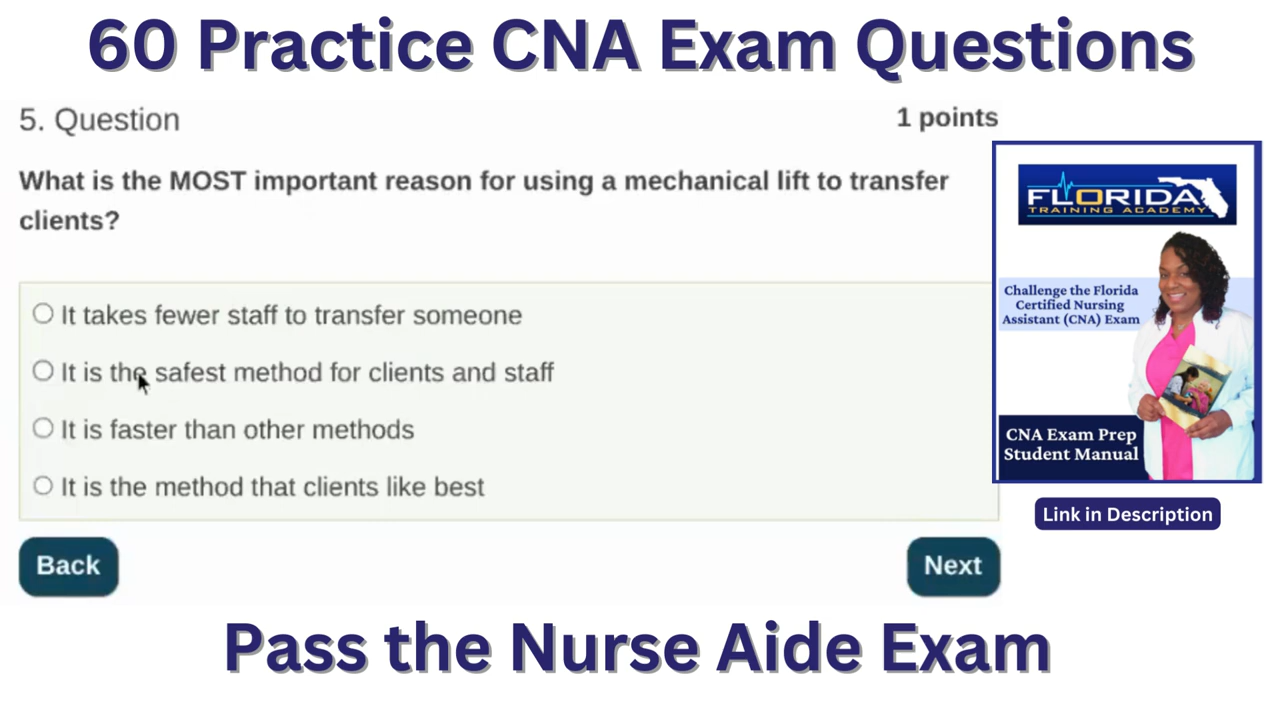 60 Practice CNA Exam Questions
5. Question
1 points
What is the MOST important reason for using a mechanical lift to transfer
clients?
It takes fewer staff to transfer someone
It is the safest method for clients and staff
It is faster than other methods
It is the method that clients like best
Back
Next
FLORIDA
TRAINING ACADEMY
Challenge the Florida
Certified Nursing
Assistant (CNA) Exam
CNA Exam Prep
Student Manual
Link in Description
Pass the Nurse Aide Exam